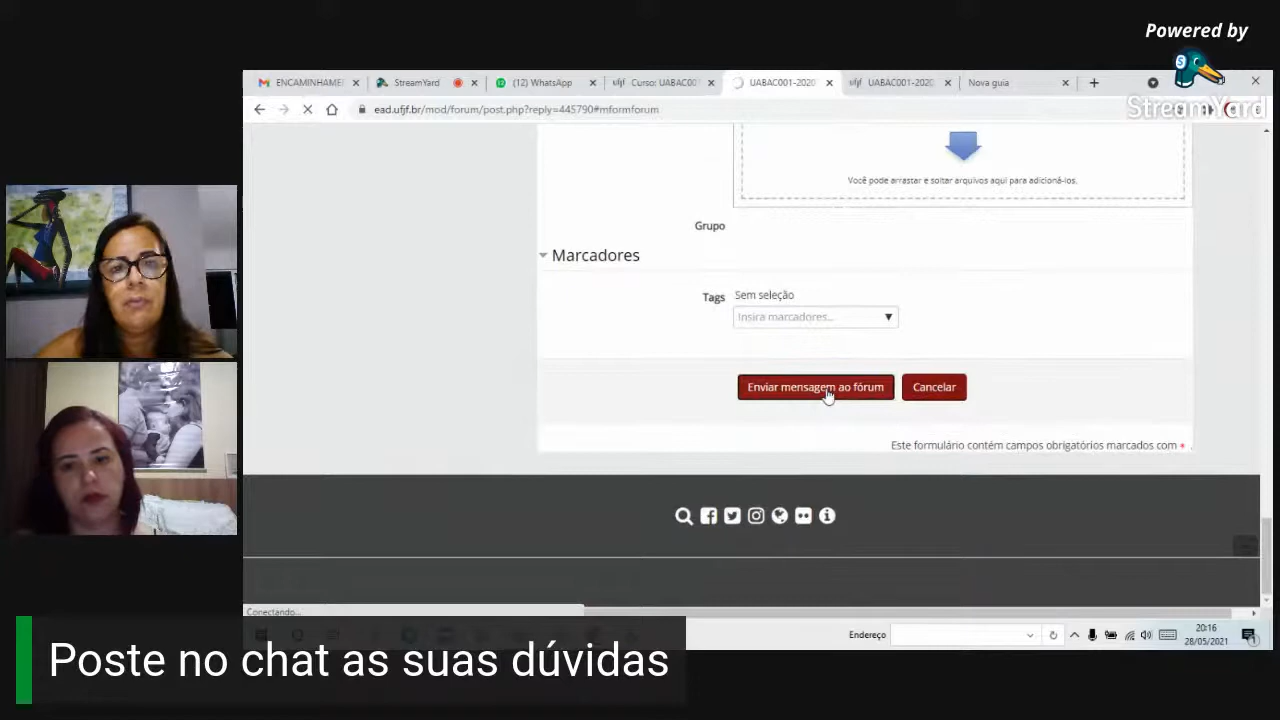 Powered by
StreamYard
ENCAMINHAME
StreamYard
(12) WhatsApp
ufjf Curso: UABAC00
UABAC001-2020
ufjf UABAC001-2020
Nova guia
ead.ufjf.br/mod/forum/post.php?reply=445790#mformforum
Você pode arrastar e soltar arquivos aqui para adicioná-los.
Grupo
Marcadores
Tags
Sem seleção
Insira marcadores...
Enviar mensagem ao fórum
Cancelar
Este formulário contém campos obrigatórios marcados com
Conectando...
Endereço
20:16
28/05/2021
Poste no chat as suas dúvidas